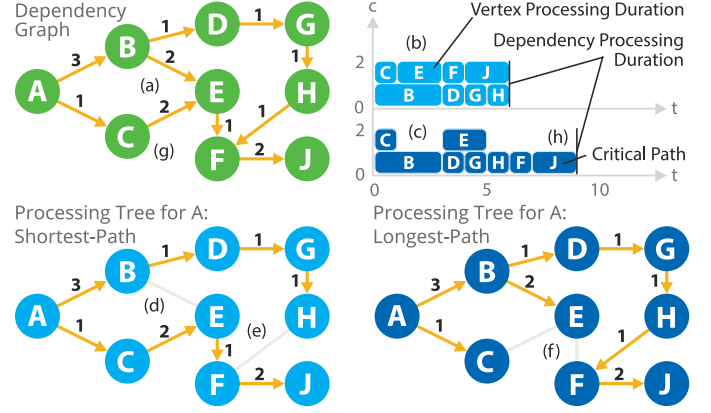 Dependency
Graph
A
B
C
D
E
F
G
H
J
3
1
1
2
2
1
1
1
1
2
(a)
(g)
c
Vertex Processing Duration
(b)
Dependency Processing
Duration
2
C E F J
B D G H
0
t
2
(c)
(h)
C E
B D G H F J
Critical Path
0
t
0 5 10
Processing Tree for A:
Shortest-Path
A
B
C
D
E
F
G
H
J
3
1
1
2
1
1
1
2
(d)
(e)
Processing Tree for A:
Longest-Path
A
B
C
D
E
F
G
H
J
3
1
1
2
1
1
1
2
(f)